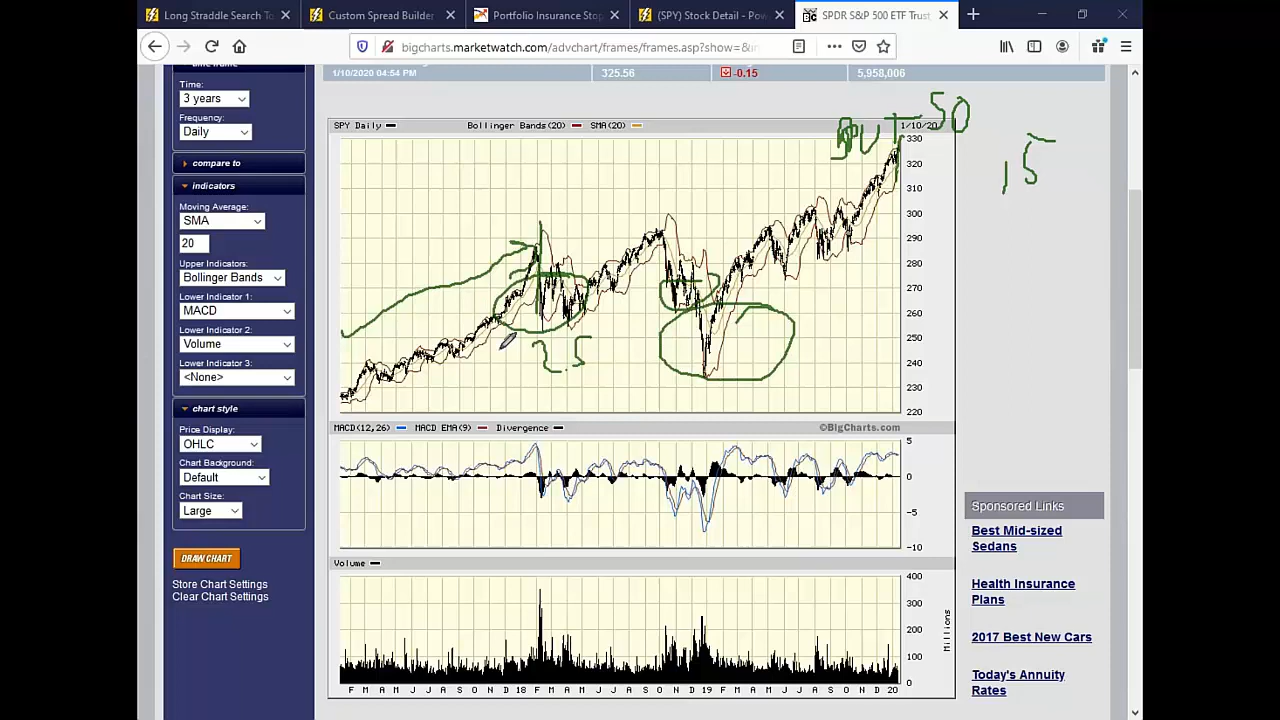 Long Straddle Search To
Custom Spread Builder
Portfolio Insurance Stop
(SPY) Stock Detail - Pow
SPDR S&P 500 ETF Trust
bigcharts.marketwatch.com/advchart/frames/frames.asp?show=&in
time frame
1/10/2020 04:54 PM
325.56
-0.15
5,958,006
Time:
3 years
Frequency:
Daily
compare to
indicators
Moving Average:
SMA
20
Upper Indicators:
Bollinger Bands
Lower Indicator 1:
MACD
Lower Indicator 2:
Volume
Lower Indicator 3:
<None>
chart style
Price Display:
OHLC
Chart Background:
Default
Chart Size:
Large
DRAW CHART
Store Chart Settings
Clear Chart Settings
SPY Daily
Bollinger Bands(20)
SMA(20)
1/10/20
PUT 50
15
2.5
330
320
310
300
290
280
270
260
250
240
230
220
MACD(12,26)
MACD EMA(9)
Divergence
©BigCharts.com
5
0
-5
-10
Volume
400
300
200
100
0
Millions
F M A M J J A S O N D 18 F M A M J J A S O N D 19 F M A M J J A S O N D 20
Sponsored Links
Best Mid-sized
Sedans
Health Insurance
Plans
2017 Best New Cars
Today's Annuity
Rates